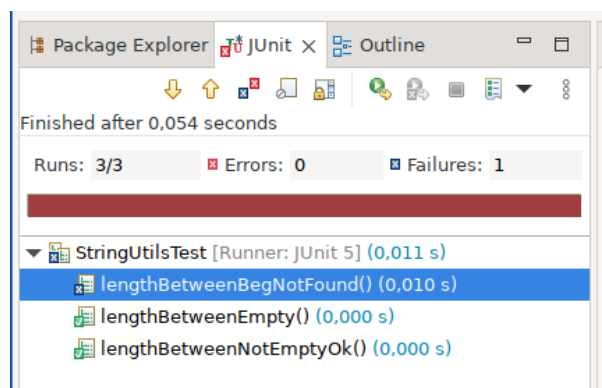 Package Explorer JUnit Outline
Finished after 0,054 seconds
Runs: 3/3 Errors: 0 Failures: 1
StringUtilsTest [Runner: JUnit 5] (0,011 s)
lengthBetweenBegNotFound() (0,010 s)
lengthBetweenEmpty() (0,000 s)
lengthBetweenNotEmptyOk() (0,000 s)